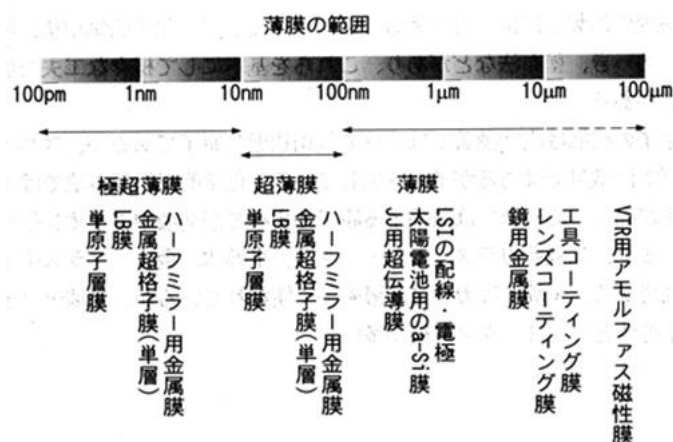 薄膜の範囲
100pm 1nm 10nm 100nm 1μm 10μm 100μm
極超薄膜 超薄膜 薄膜
単原子層膜
LB膜
金属超格子膜(単層)
ハーフミラー用金属膜
単原子層膜
LB膜
金属超格子膜(単層)
ハーフミラー用金属膜
JJ用超伝導膜
太陽電池用のa-Si膜
LSIの配線・電極
鏡用金属膜
レンズコーティング膜
工具コーティング膜
VTR用アモルファス磁性膜